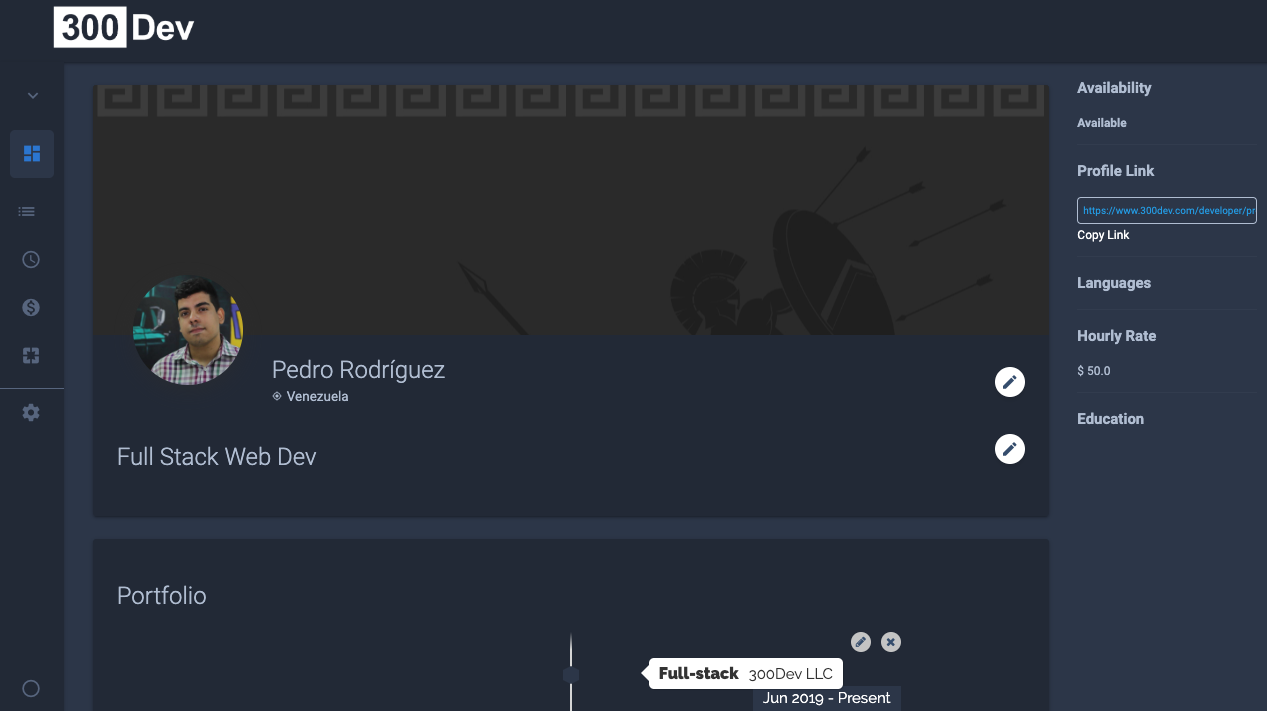 300 Dev
Availability
Available
Profile Link
https://www.300dev.com/developer/pr
Copy Link
Languages
Hourly Rate
$ 50.0
Education
Pedro Rodríguez
Venezuela
Full Stack Web Dev
Portfolio
Full-stack 300Dev LLC
Jun 2019 - Present